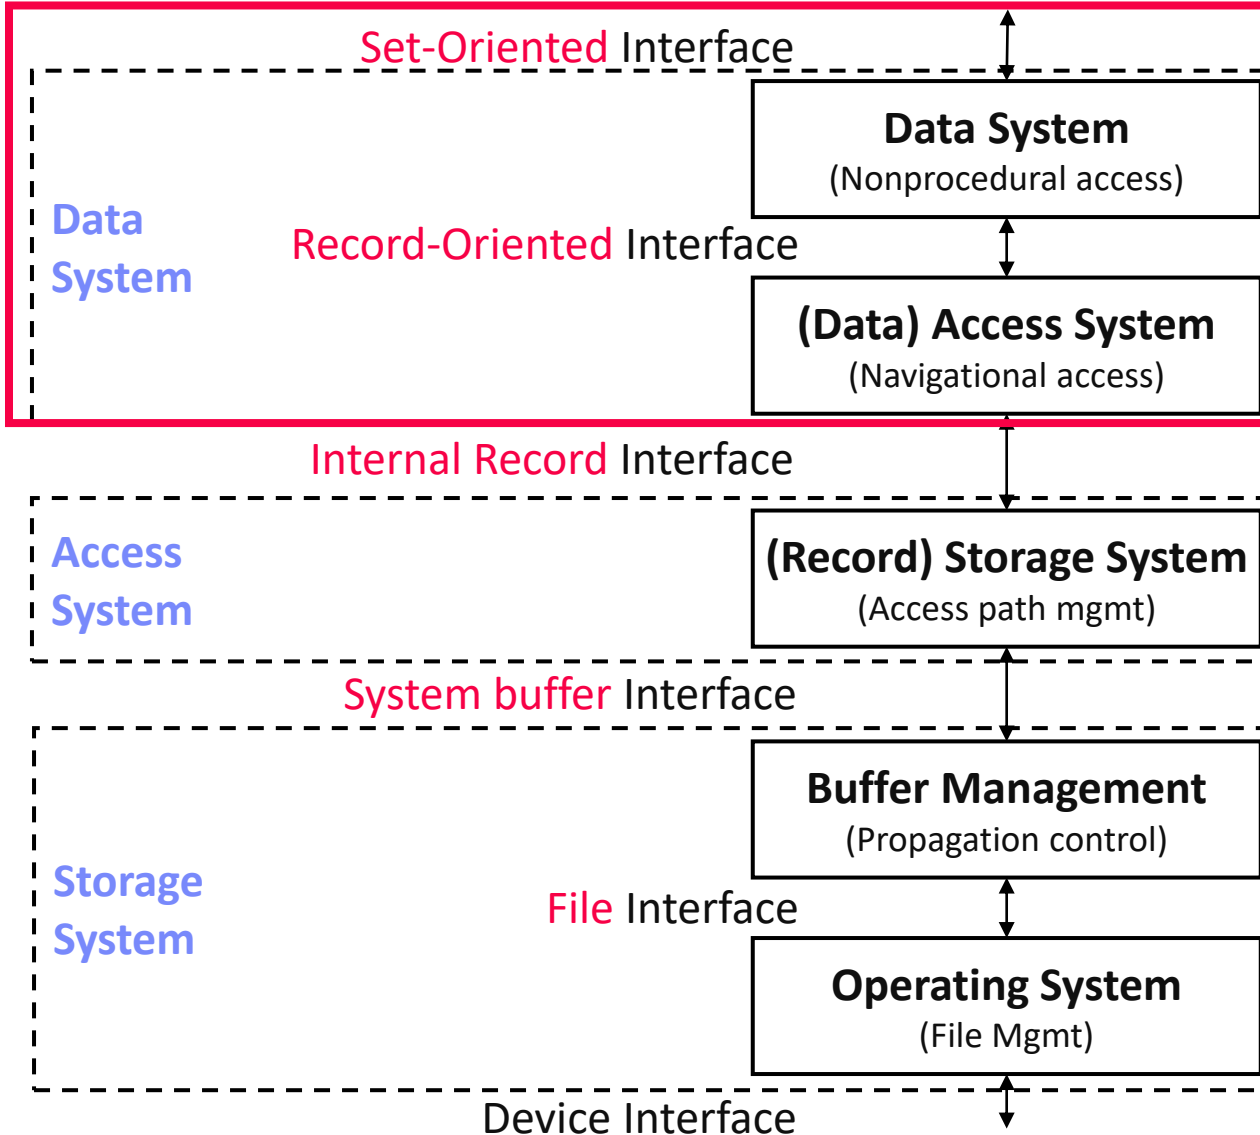 Set-Oriented Interface
Data System
(Nonprocedural access)
Data
System
Record-Oriented Interface
(Data) Access System
(Navigational access)
Internal Record Interface
Access
System
(Record) Storage System
(Access path mgmt)
System buffer Interface
Buffer Management
(Propagation control)
Storage
System
File Interface
Operating System
(File Mgmt)
Device Interface